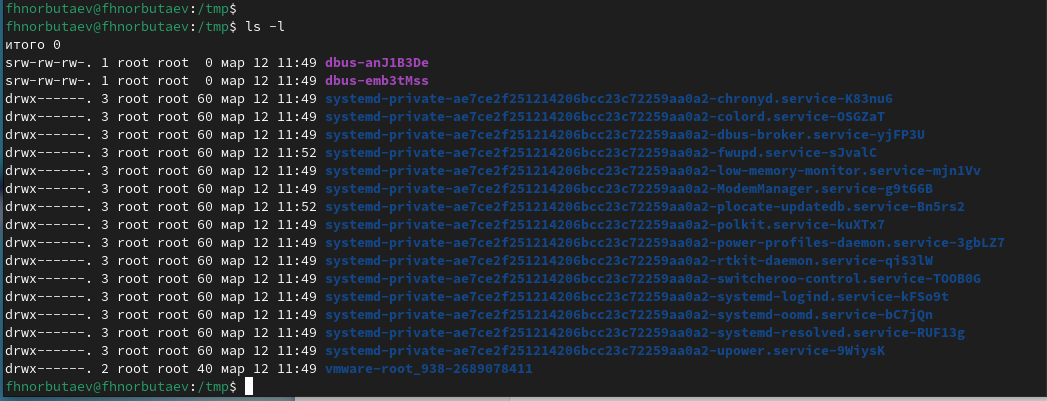 fhnorbutaev@fhnorbutaev:/tmp$
fhnorbutaev@fhnorbutaev:/tmp$ ls -l
итого 0
srw-rw-rw-. 1 root root  0 мар 12 11:49 dbus-anJ1B3De
srw-rw-rw-. 1 root root  0 мар 12 11:49 dbus-emb3tMss
drwx------. 3 root root 60 мар 12 11:49 systemd-private-ae7ce2f251214206bcc23c72259aa0a2-chronyd.service-K83nu6
drwx------. 3 root root 60 мар 12 11:49 systemd-private-ae7ce2f251214206bcc23c72259aa0a2-colord.service-OSGZaT
drwx------. 3 root root 60 мар 12 11:49 systemd-private-ae7ce2f251214206bcc23c72259aa0a2-dbus-broker.service-yjFP3U
drwx------. 3 root root 60 мар 12 11:52 systemd-private-ae7ce2f251214206bcc23c72259aa0a2-fwupd.service-sJvalC
drwx------. 3 root root 60 мар 12 11:49 systemd-private-ae7ce2f251214206bcc23c72259aa0a2-low-memory-monitor.service-mjn1Vv
drwx------. 3 root root 60 мар 12 11:49 systemd-private-ae7ce2f251214206bcc23c72259aa0a2-ModemManager.service-g9t66B
drwx------. 3 root root 60 мар 12 11:52 systemd-private-ae7ce2f251214206bcc23c72259aa0a2-plocate-updatedb.service-Bn5rs2
drwx------. 3 root root 60 мар 12 11:49 systemd-private-ae7ce2f251214206bcc23c72259aa0a2-polkit.service-kuXTx7
drwx------. 3 root root 60 мар 12 11:49 systemd-private-ae7ce2f251214206bcc23c72259aa0a2-power-profiles-daemon.service-3gbLZ7
drwx------. 3 root root 60 мар 12 11:49 systemd-private-ae7ce2f251214206bcc23c72259aa0a2-rtkit-daemon.service-qiS3lW
drwx------. 3 root root 60 мар 12 11:49 systemd-private-ae7ce2f251214206bcc23c72259aa0a2-switcheroo-control.service-TOOB0G
drwx------. 3 root root 60 мар 12 11:49 systemd-private-ae7ce2f251214206bcc23c72259aa0a2-systemd-logind.service-kFSo9t
drwx------. 3 root root 60 мар 12 11:49 systemd-private-ae7ce2f251214206bcc23c72259aa0a2-systemd-oomd.service-bC7jQn
drwx------. 3 root root 60 мар 12 11:49 systemd-private-ae7ce2f251214206bcc23c72259aa0a2-systemd-resolved.service-RUF13g
drwx------. 3 root root 60 мар 12 11:49 systemd-private-ae7ce2f251214206bcc23c72259aa0a2-upower.service-9WiysK
drwx------. 2 root root 40 мар 12 11:49 vmware-root_938-2689078411
fhnorbutaev@fhnorbutaev:/tmp$